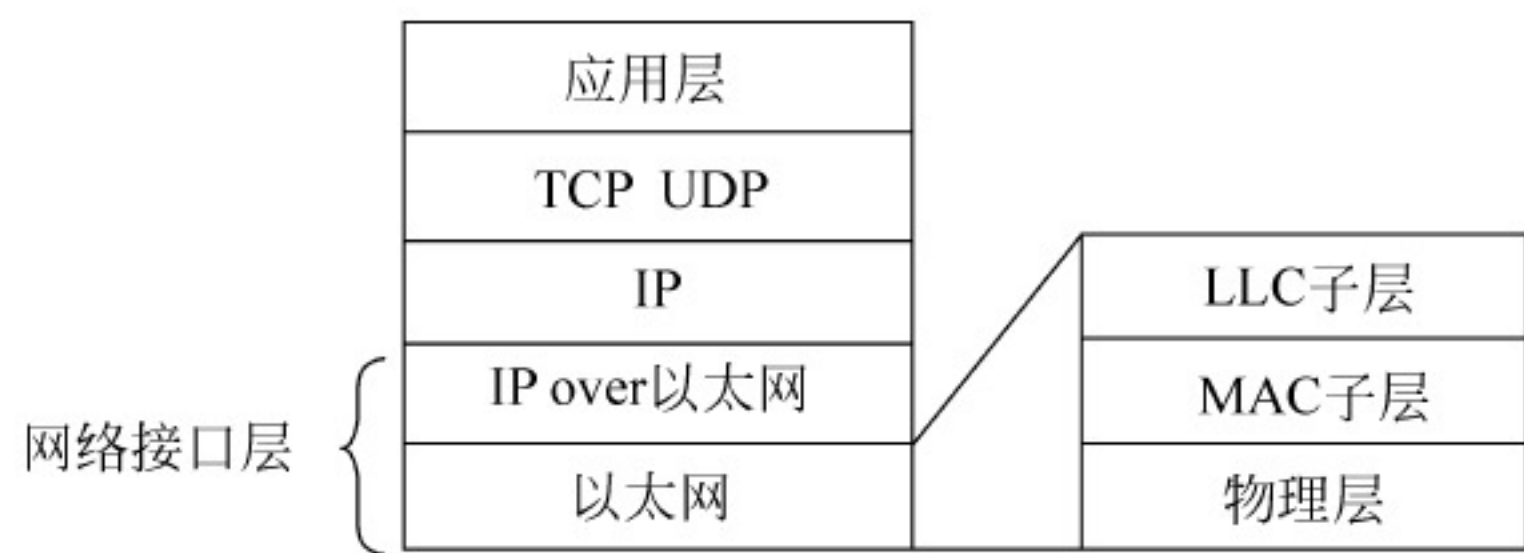 应用层
TCP UDP
IP
IP over以太网
以太网
网络接口层
LLC子层
MAC子层
物理层